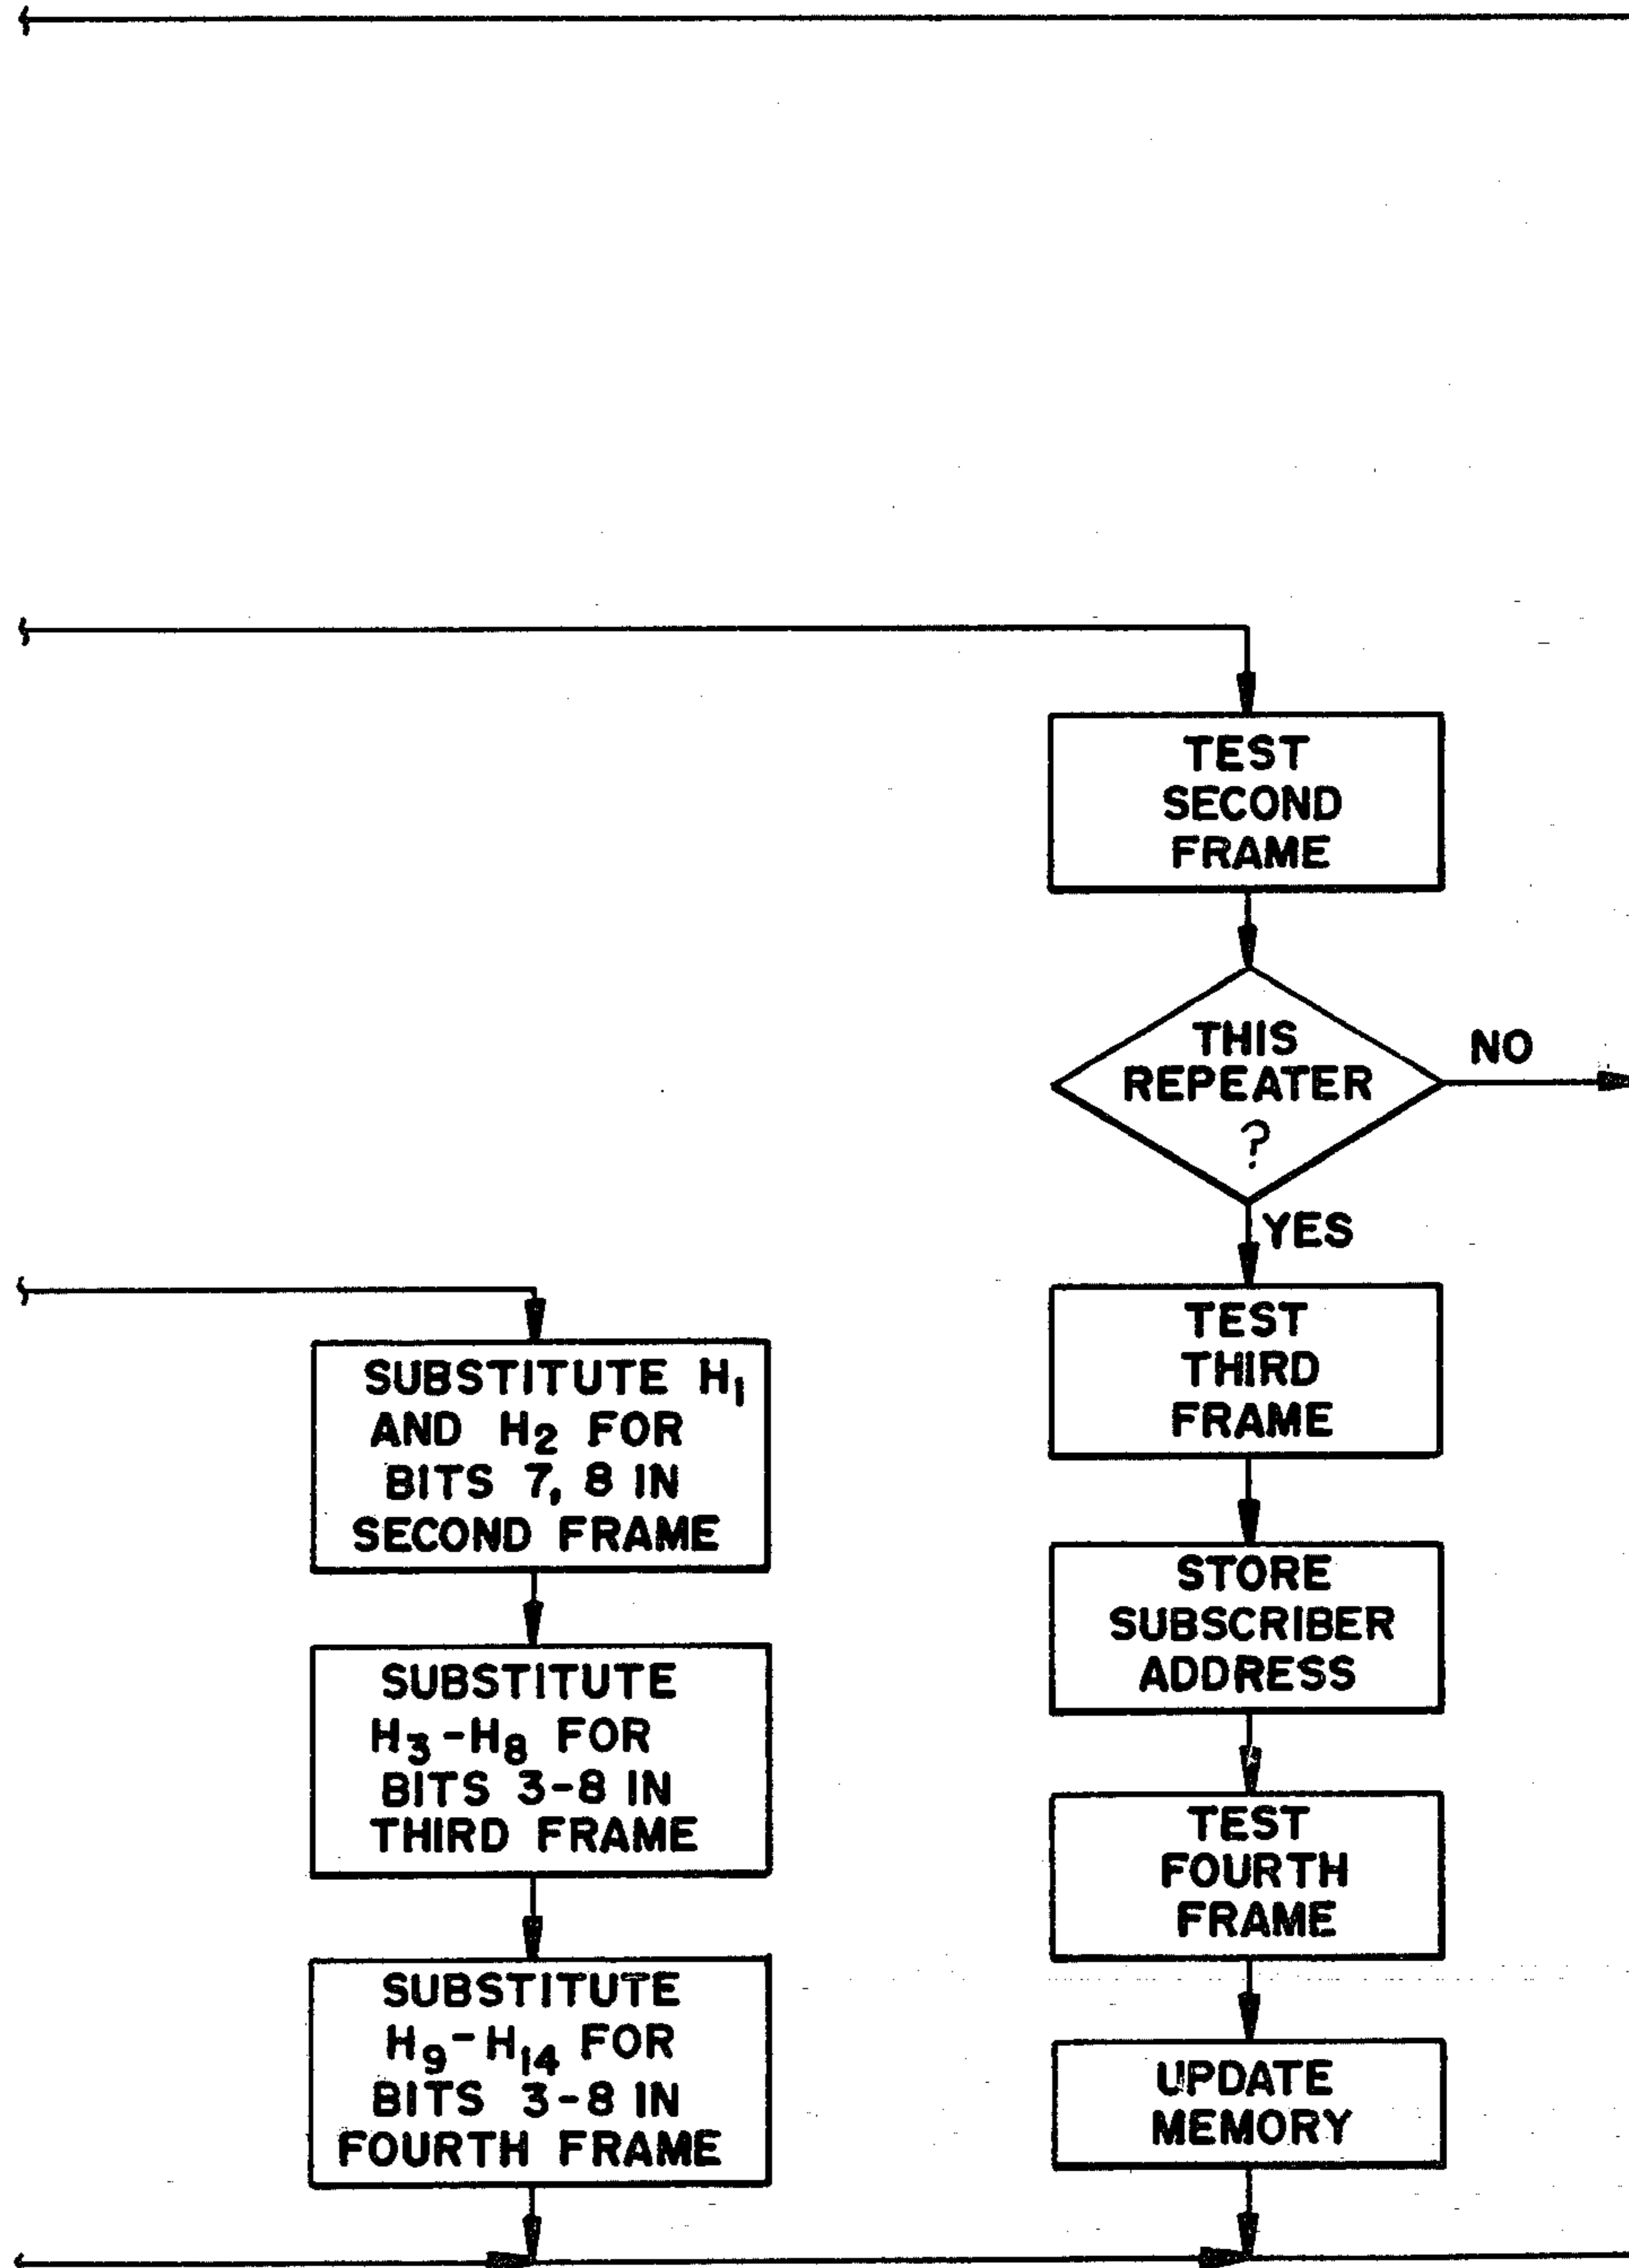 TEST
SECOND
FRAME
THIS
REPEATER
?
NO
YES
TEST
THIRD
FRAME
STORE
SUBSCRIBER
ADDRESS
TEST
FOURTH
FRAME
UPDATE
MEMORY
SUBSTITUTE H₁
AND H₂ FOR
BITS 7, 8 IN
SECOND FRAME
SUBSTITUTE
H₃-H₈ FOR
BITS 3-8 IN
THIRD FRAME
SUBSTITUTE
H₉-H₁₄ FOR
BITS 3-8 IN
FOURTH FRAME